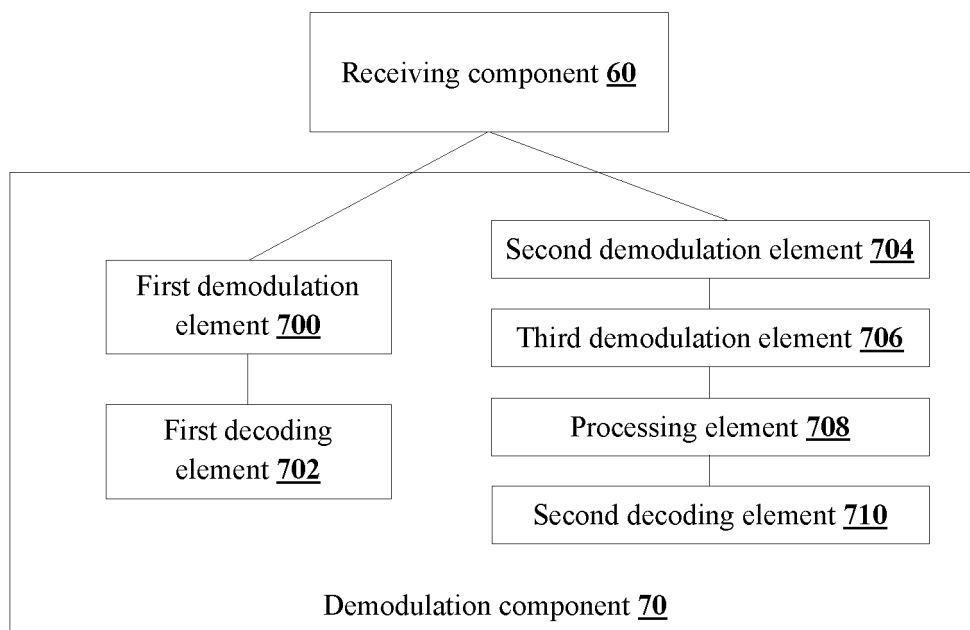 Receiving component 60
First demodulation
element 700
First decoding
element 702
Second demodulation element 704
Third demodulation element 706
Processing element 708
Second decoding element 710
Demodulation component 70